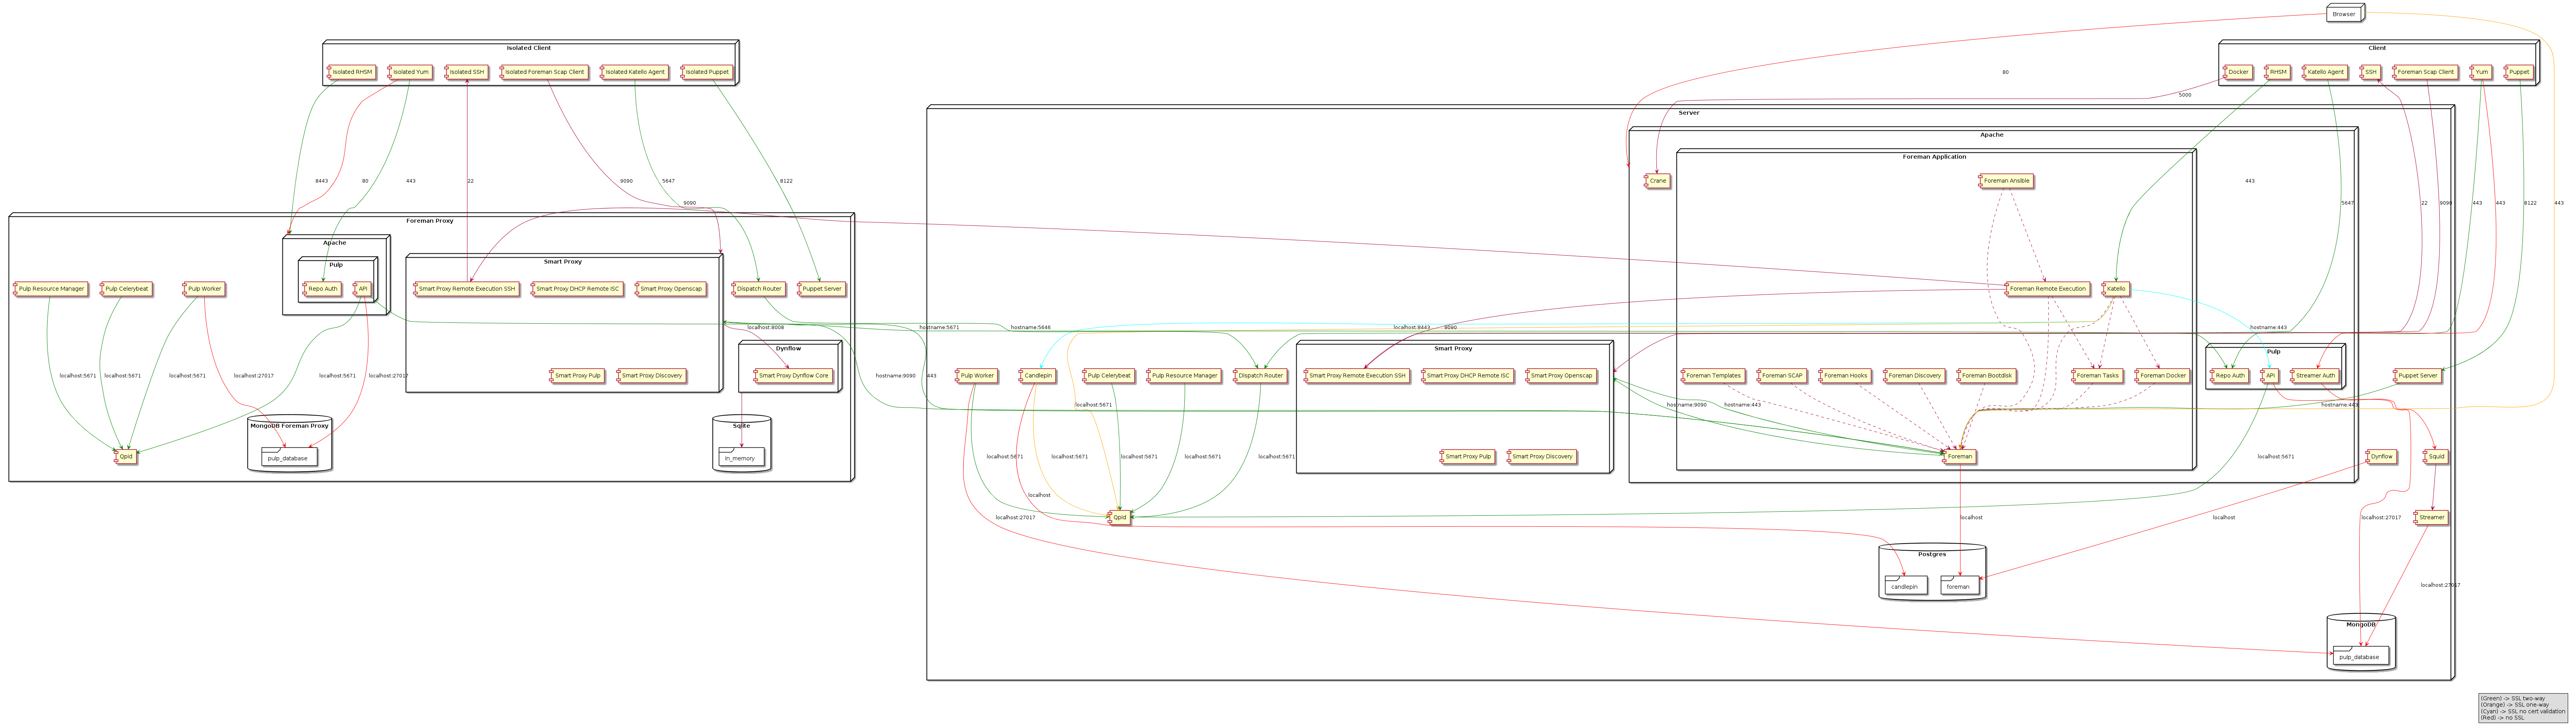 Browser
Isolated Client
Isolated RHSM
Isolated Yum
Isolated SSH
Isolated Foreman Scap Client
Isolated Katello Agent
Isolated Puppet
Client
Docker
RHSM
Katello Agent
SSH
Foreman Scap Client
Yum
Puppet
80
5000
Server
Apache
Foreman Application
8443
80
443
22
9090
5647
8122
Crane
Foreman Ansible
443
9090
5647
22
9090
443
443
8122
443
Foreman Proxy
Apache
Pulp
Repo Auth
API
Smart Proxy
Pulp Resource Manager
Pulp Celerybeat
Pulp Worker
Smart Proxy Remote Execution SSH
Smart Proxy DHCP Remote ISC
Smart Proxy Openscap
Dispatch Router
Puppet Server
Foreman Remote Execution
Katello
localhost:8008
hostname:5671
hostname:5646
localhost:8443
9090
hostname:443
Dynflow
Smart Proxy
Pulp
localhost:5671
localhost:5671
localhost:5671
localhost:27017
localhost:5671
localhost:27017
Smart Proxy Pulp
Smart Proxy Discovery
Smart Proxy Dynflow Core
hostname:9090
443
Pulp Worker
Candlepin
Pulp Celerybeat
Pulp Resource Manager
Dispatch Router
Smart Proxy Remote Execution SSH
Smart Proxy DHCP Remote ISC
Smart Proxy Openscap
Foreman Templates
Foreman SCAP
Foreman Hooks
Foreman Discovery
Foreman Bootdisk
Foreman Tasks
Foreman Docker
Repo Auth
API
Streamer Auth
Puppet Server
localhost:5671
hostname:9090
hostname:443
hostname:443
MongoDB Foreman Proxy
pulp_database
Qpid
Sqlite
in_memory
localhost:5671
localhost:5671
localhost:5671
localhost:5671
localhost:5671
Smart Proxy Pulp
Smart Proxy Discovery
Foreman
localhost:5671
Dynflow
Squid
localhost
localhost:27017
Qpid
localhost
localhost
localhost:27017
Streamer
Postgres
candlepin
foreman
localhost:27017
MongoDB
pulp_database
(Green) -> SSL two-way
(Orange) -> SSL one-way
(Cyan) -> SSL no cert validation
(Red) -> no SSL